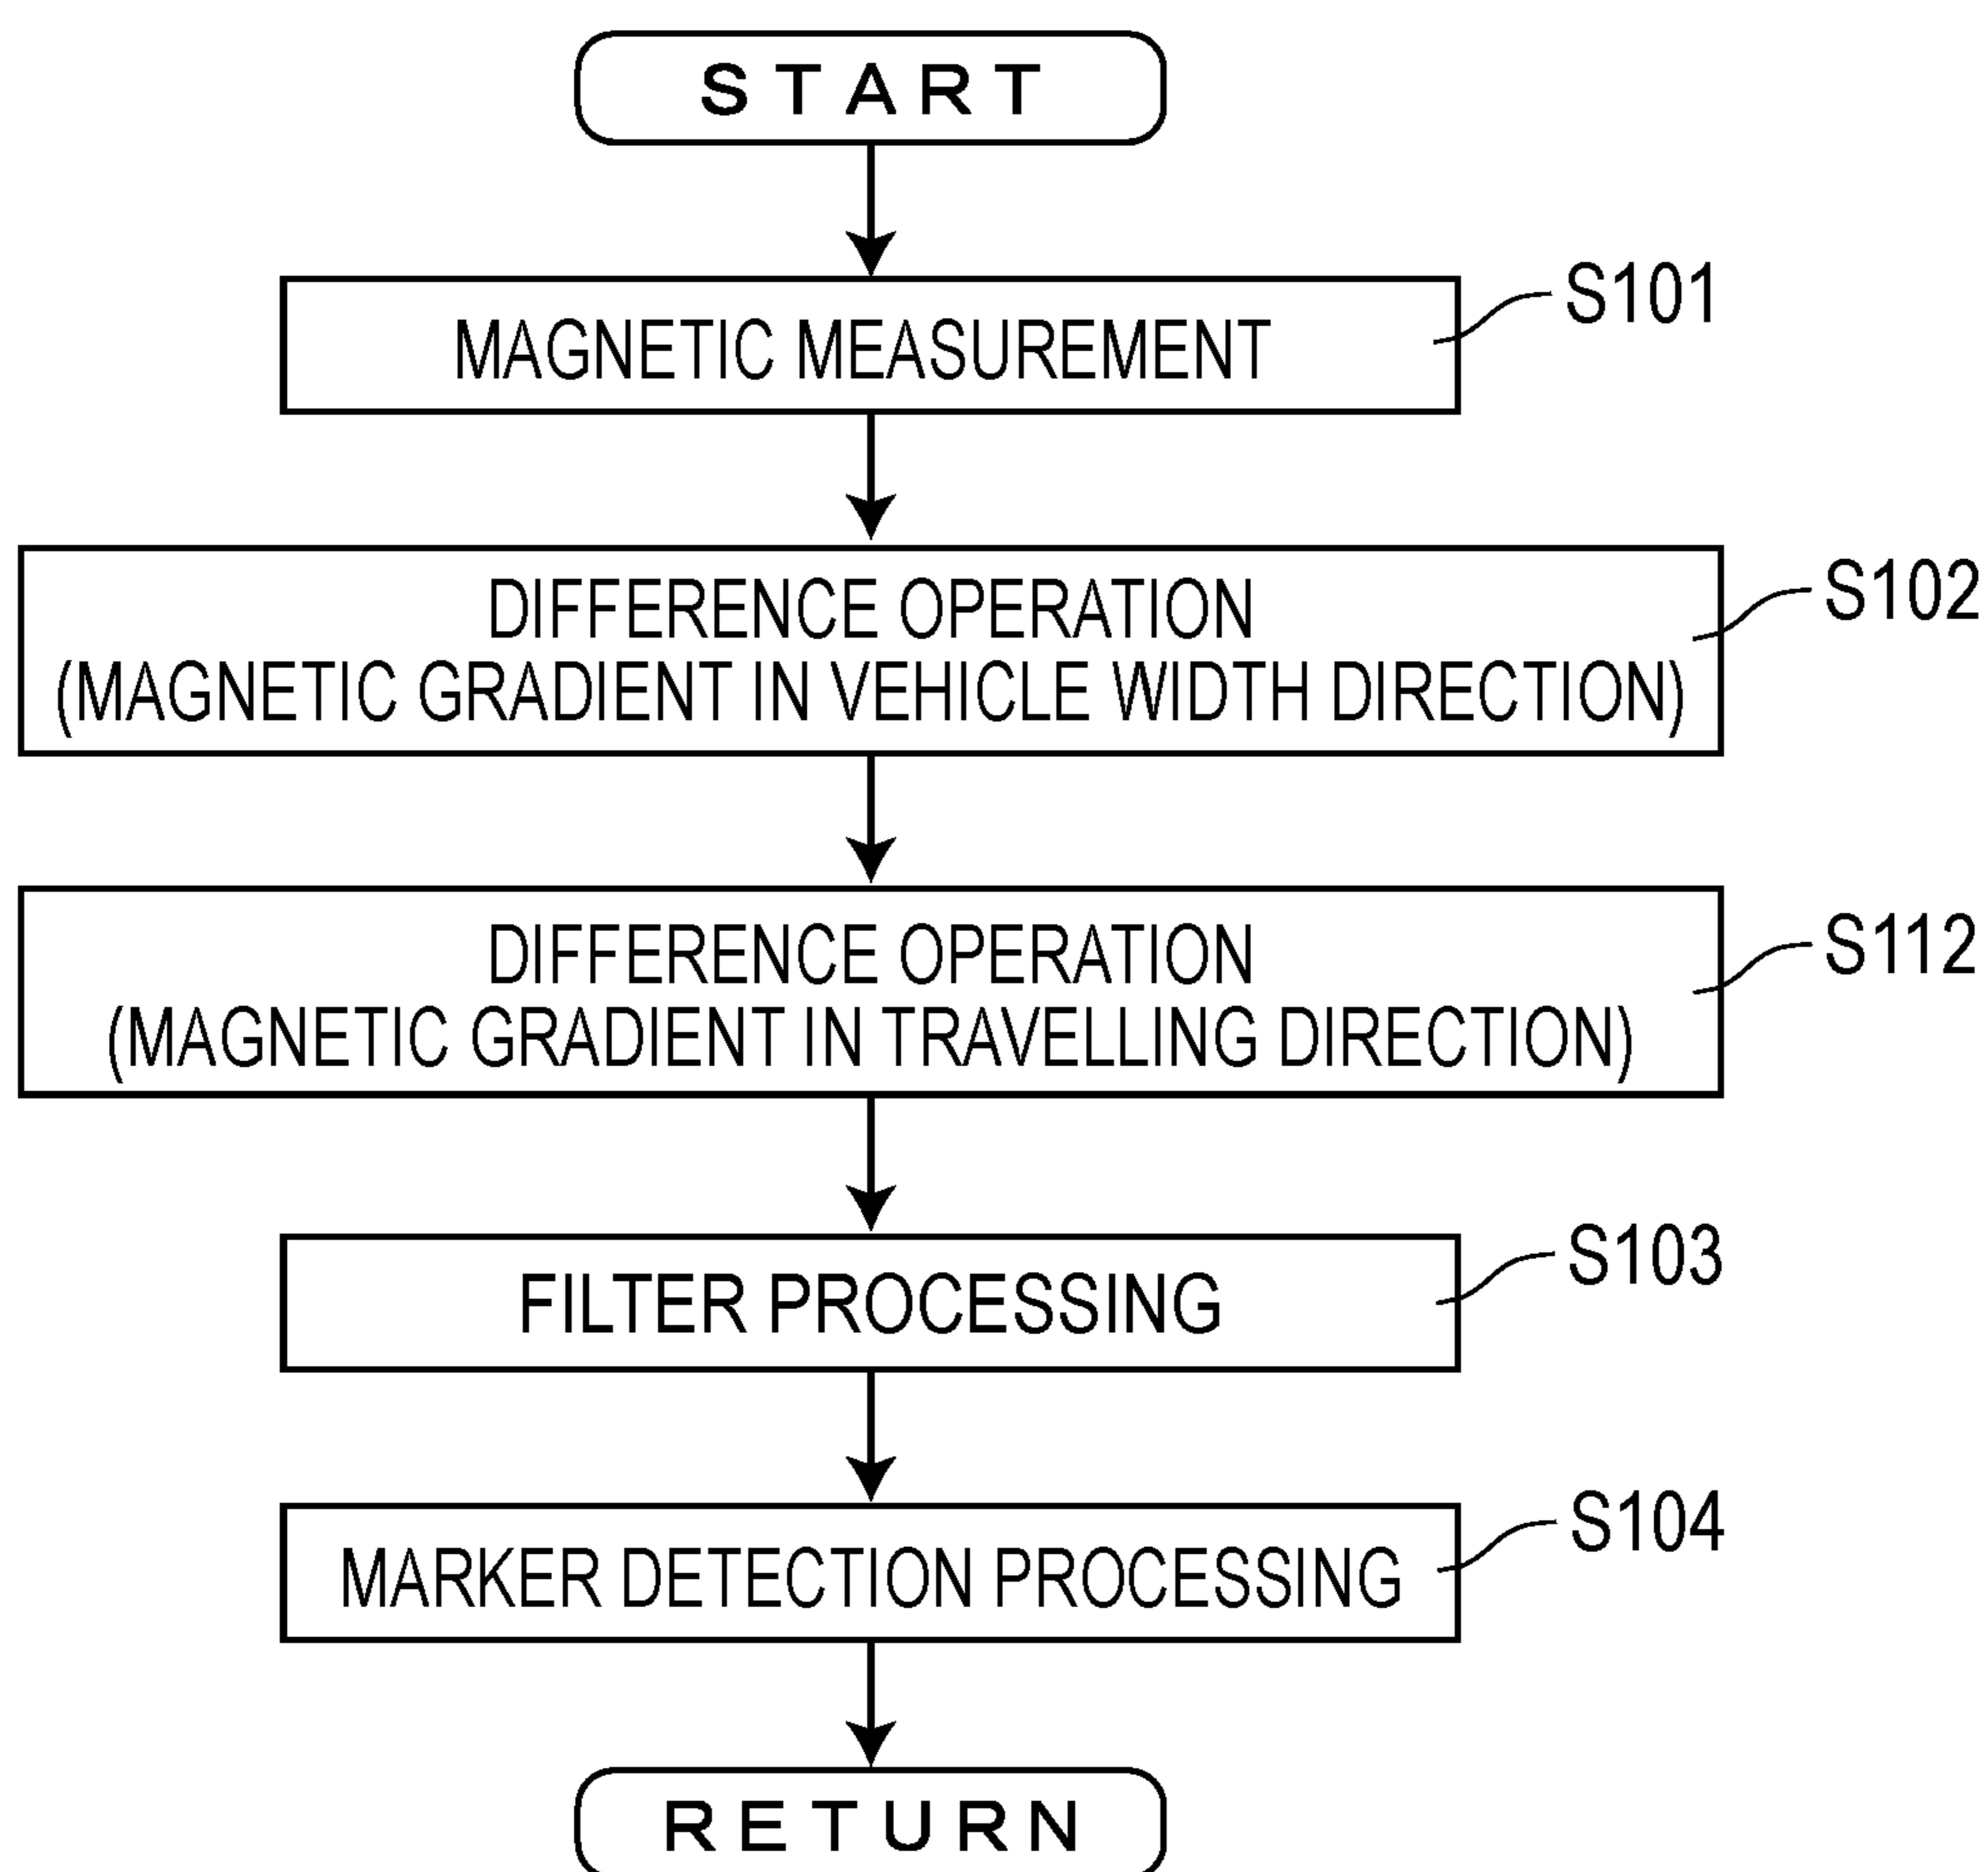 START
MAGNETIC MEASUREMENT
S101
DIFFERENCE OPERATION
(MAGNETIC GRADIENT IN VEHICLE WIDTH DIRECTION)
S102
DIFFERENCE OPERATION
(MAGNETIC GRADIENT IN TRAVELLING DIRECTION)
S112
FILTER PROCESSING
S103
MARKER DETECTION PROCESSING
S104
RETURN